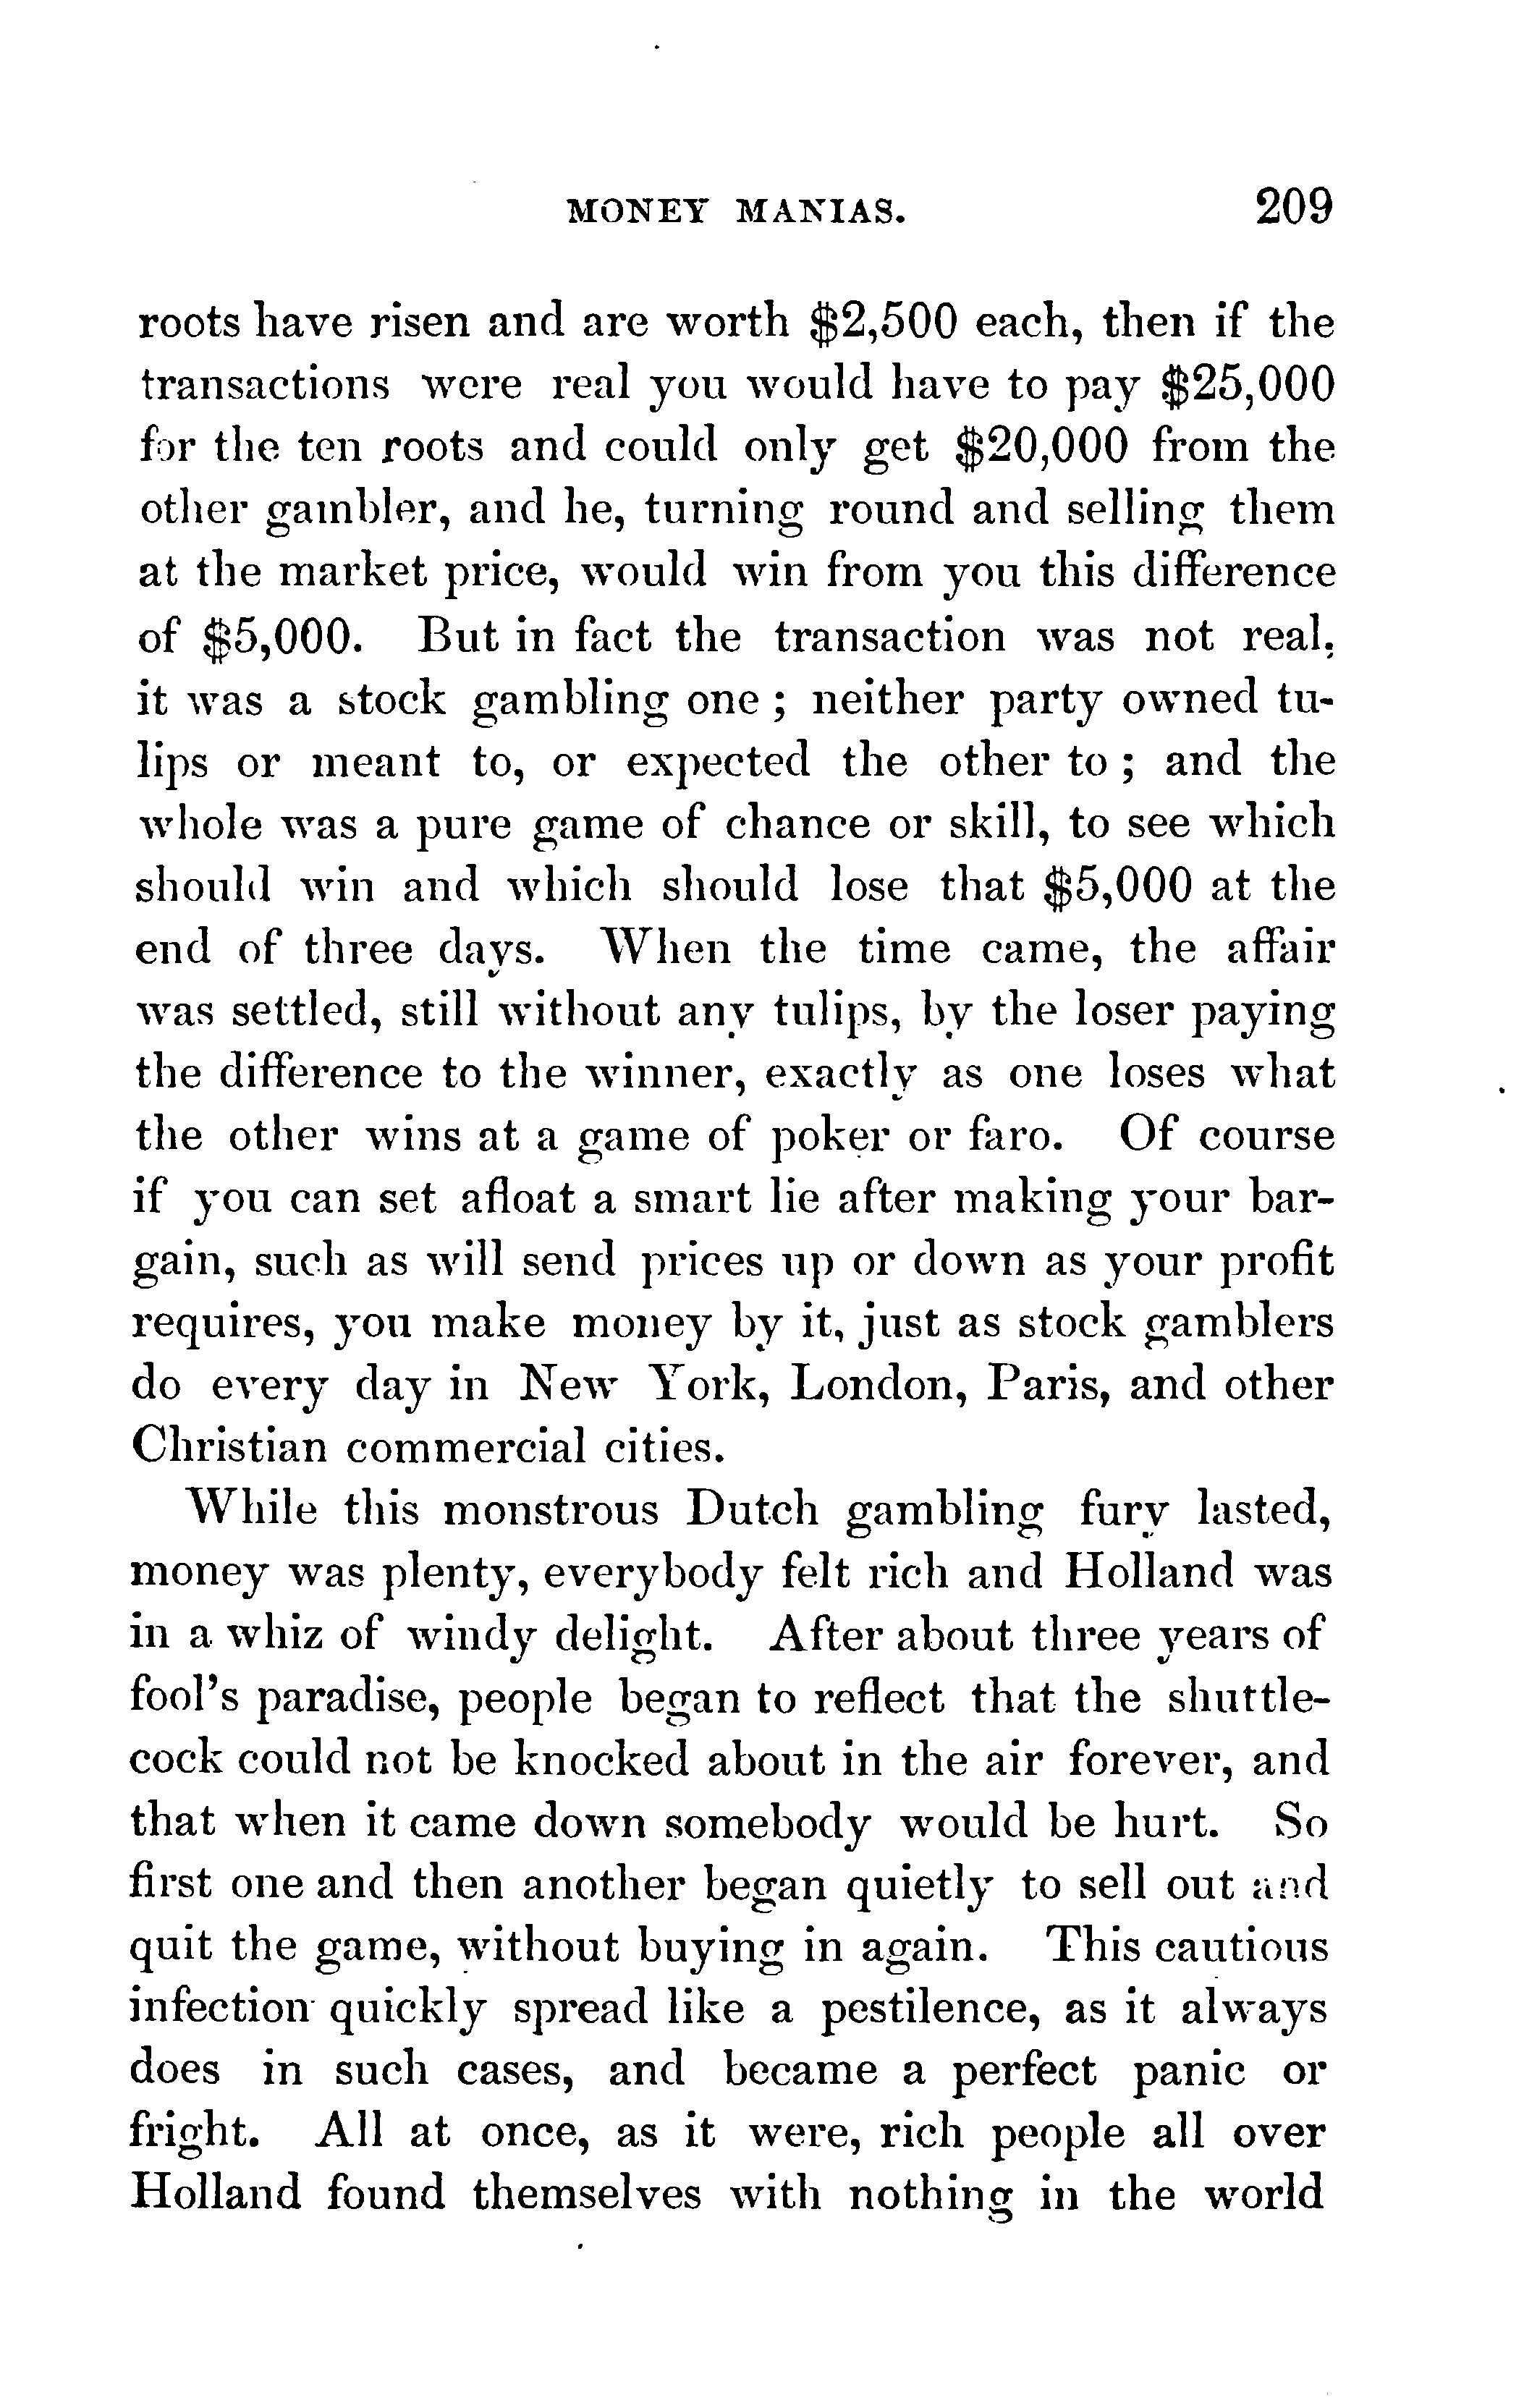 MONEY MANIAS. 209
roots have risen and are worth $2,500 each, then if the
transactions were real you would have to pay $25,000
for the ten roots and could only get $20,000 from the
other gambler, and he, turning round and selling them
at the market price, would win from you this difference
of $5,000. But in fact the transaction was not real,
it was a stock gambling one ; neither party owned tu-
lips or meant to, or expected the other to ; and the
whole was a pure game of chance or skill, to see which
should win and which should lose that $5,000 at the
end of three days. When the time came, the affair
was settled, still without any tulips, by the loser paying
the difference to the winner, exactly as one loses what
the other wins at a game of poker or faro. Of course
if you can set afloat a smart lie after making your bar-
gain, such as will send prices up or down as your profit
requires, you make money by it, just as stock gamblers
do every day in New York, London, Paris, and other
Christian commercial cities.
While this monstrous Dutch gambling fury lasted,
money was plenty, everybody felt rich and Holland was
in a whiz of windy delight. After about three years of
fool's paradise, people began to reflect that the shuttle-
cock could not be knocked about in the air forever, and
that when it came down somebody would be hurt. So
first one and then another began quietly to sell out and
quit the game, without buying in again. This cautious
infection quickly spread like a pestilence, as it always
does in such cases, and became a perfect panic or
fright. All at once, as it were, rich people all over
Holland found themselves with nothing in the world